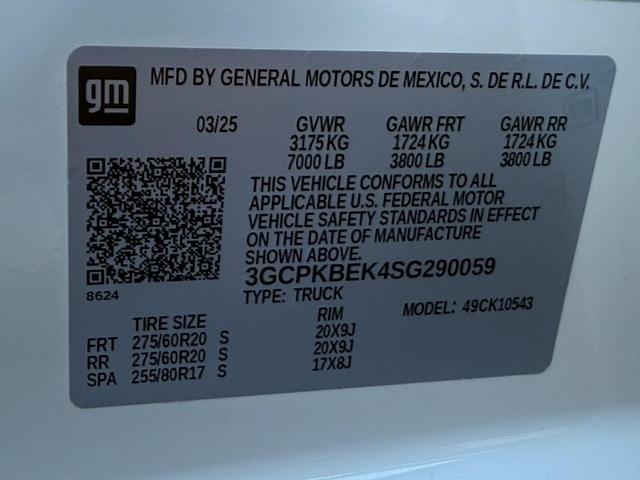 gm
MFD BY GENERAL MOTORS DE MEXICO, S. DE R.L. DE C.V.
03/25 GVWR GAWR FRT GAWR RR
3175 KG 1724 KG 1724 KG
7000 LB 3800 LB 3800 LB
THIS VEHICLE CONFORMS TO ALL
APPLICABLE U.S. FEDERAL MOTOR
VEHICLE SAFETY STANDARDS IN EFFECT
ON THE DATE OF MANUFACTURE
SHOWN ABOVE.
3GCPKBEK4SG290059
8624 TYPE: TRUCK MODEL: 49CK10543
TIRE SIZE RIM
FRT 275/60R20 S 20X9J
RR 275/60R20 S 20X9J
SPA 255/80R17 S 17X8J